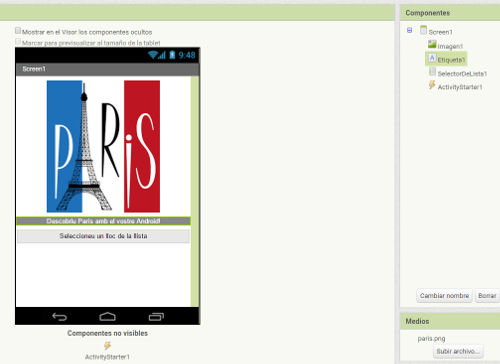 Mostrar en el Visor los componentes ocultos
Marcar para previsualizar al tamaño de la tablet
9:48
Screen1
PARiS
Descobriu París amb el vostre Android!
Seleccioneu un lloc de la llista
Componentes no visibles
ActivityStarter1
Componentes
Screen1
Imagen1
Etiqueta1
SelectorDeLista1
ActivityStarter1
Cambiar nombre
Borrar
Medios
paris.png
Subir archivo...